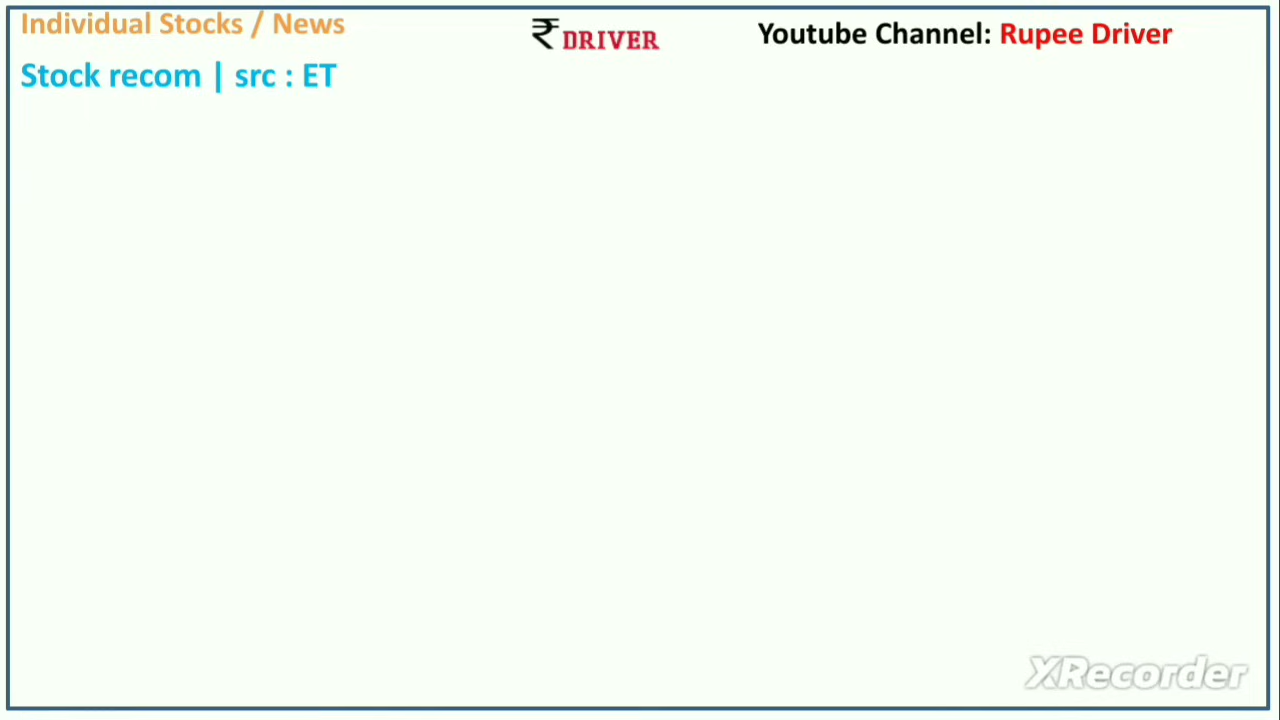 Individual Stocks / News
₹ DRIVER
Youtube Channel: Rupee Driver
Stock recom | src : ET
XRecorder